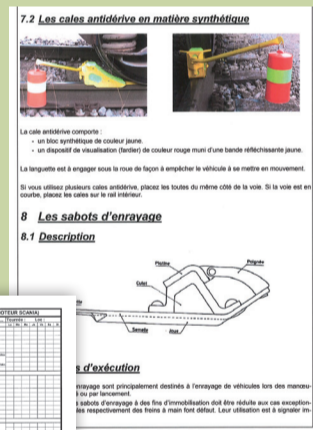 7.2 Les cales antidérive en matière synthétique
La cale antidérive comporte :
- un bloc synthétique de couleur jaune.
- un dispositif de visualisation (fardier) de couleur rouge muni d'une bande réfléchissante jaune.
La languette est à engager sous la roue de façon à empêcher le véhicule à se mettre en mouvement.
Si vous utilisez plusieurs cales antidérive, placez les toutes du même côté de la voie. Si la voie est en
courbe, placez les cales sur le rail intérieur.
8 Les sabots d'enrayage
8.1 Description
Platine
Poignée
Semelle
OTEUR SCANIA)
s d'exécution
nrayage sont principalement destinés à l'enrayage de véhicules lors des manœu-
ou par lancement.
sabots d'enrayage à des fins d'immobilisation doit être réduite aux cas exception-
les respectivement des freins à main font défaut. Leur utilisation est à signaler im-